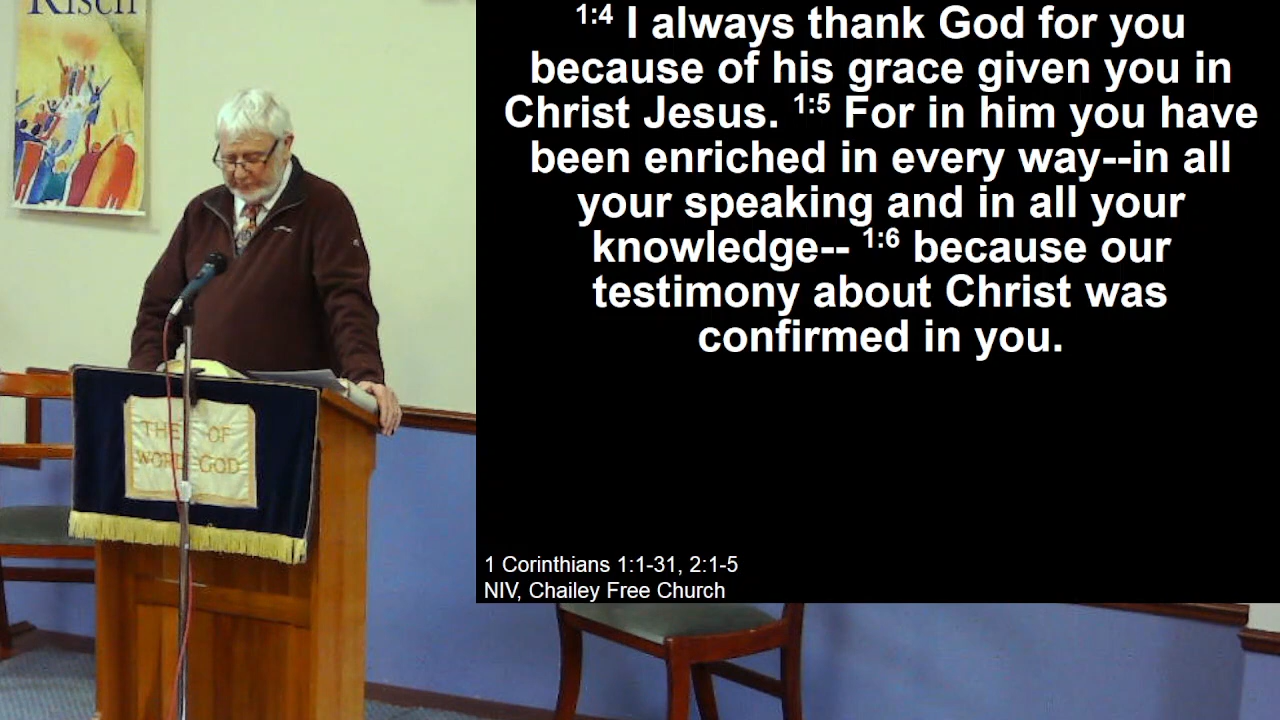 Risen
1:4 I always thank God for you
because of his grace given you in
Christ Jesus. 1:5 For in him you have
been enriched in every way--in all
your speaking and in all your
knowledge-- 1:6 because our
testimony about Christ was
confirmed in you.
THE OF
WORD GOD
1 Corinthians 1:1-31, 2:1-5
NIV, Chailey Free Church